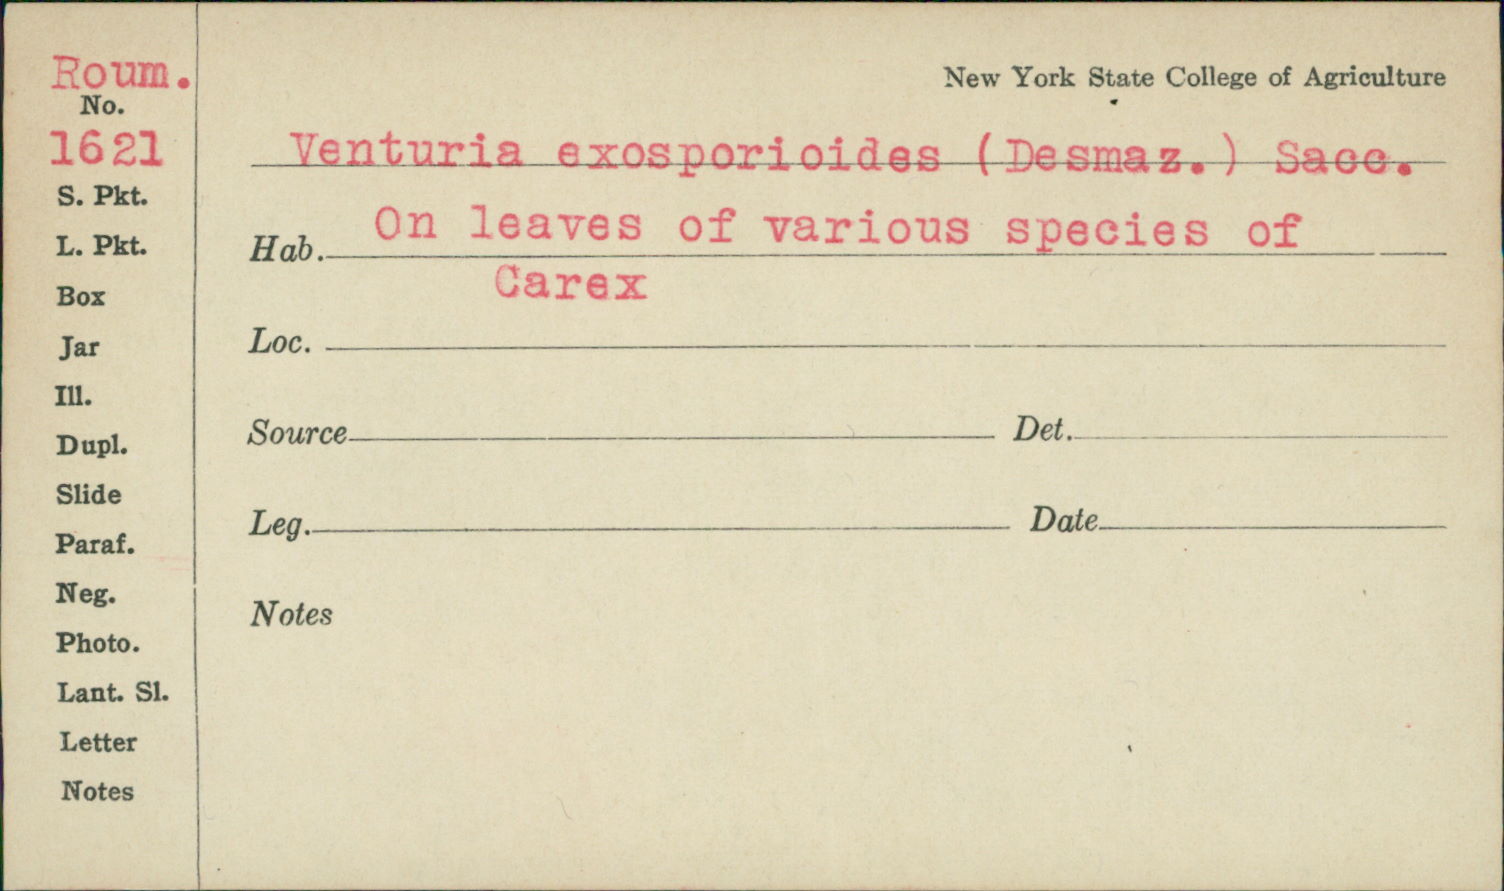 Roum.
No.
1621
S. Pkt.
L. Pkt.
Box
Jar
Ill.
Dupl.
Slide
Paraf.
Neg.
Photo.
Lant. Sl.
Letter
Notes
New York State College of Agriculture
Venturia exosporioides (Desmaz.) Sacc.
Hab. On leaves of various species of
Carex
Loc.
Source Det.
Leg. Date
Notes